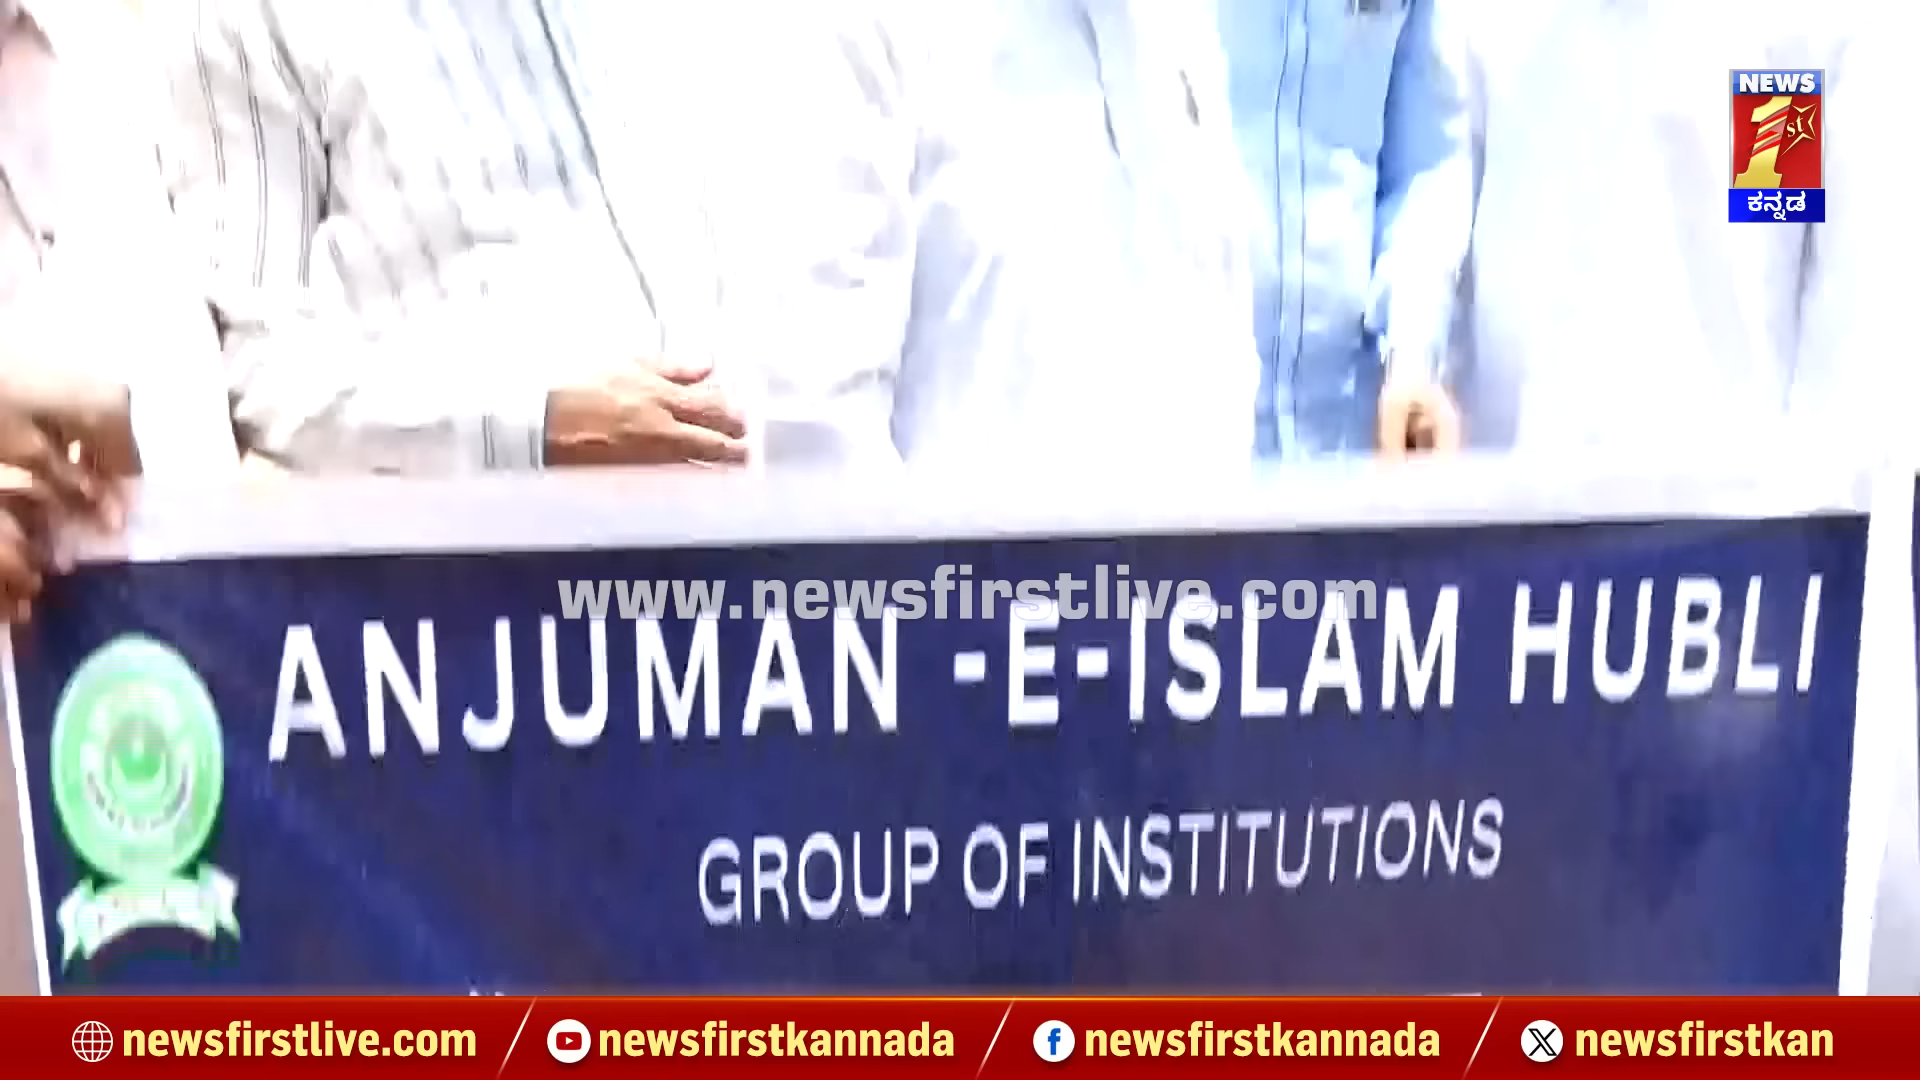 NEWS
1st
ಕನ್ನಡ
www.newsfirstlive.com
ANJUMAN -E-ISLAM HUBLI
GROUP OF INSTITUTIONS
newsfirstlive.com newsfirstkannada newsfirstkannada newsfirstkan